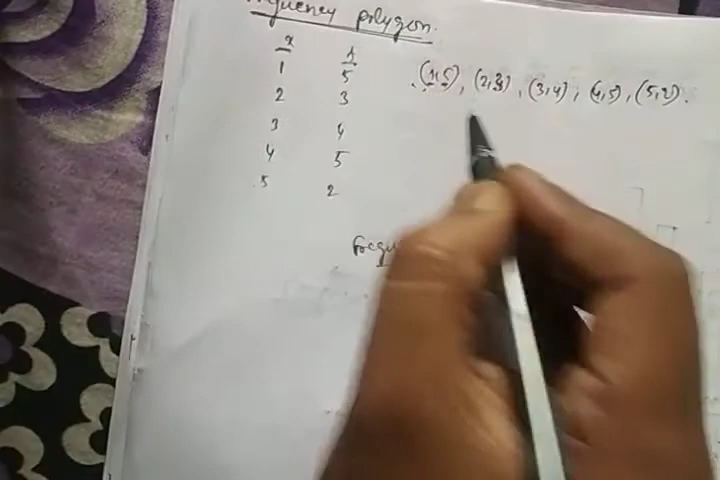 frequency polygon.
x f
1 5 (1,5), (2,3), (3,4), (4,5), (5,2).
2 3
3 4
4 5
5 2